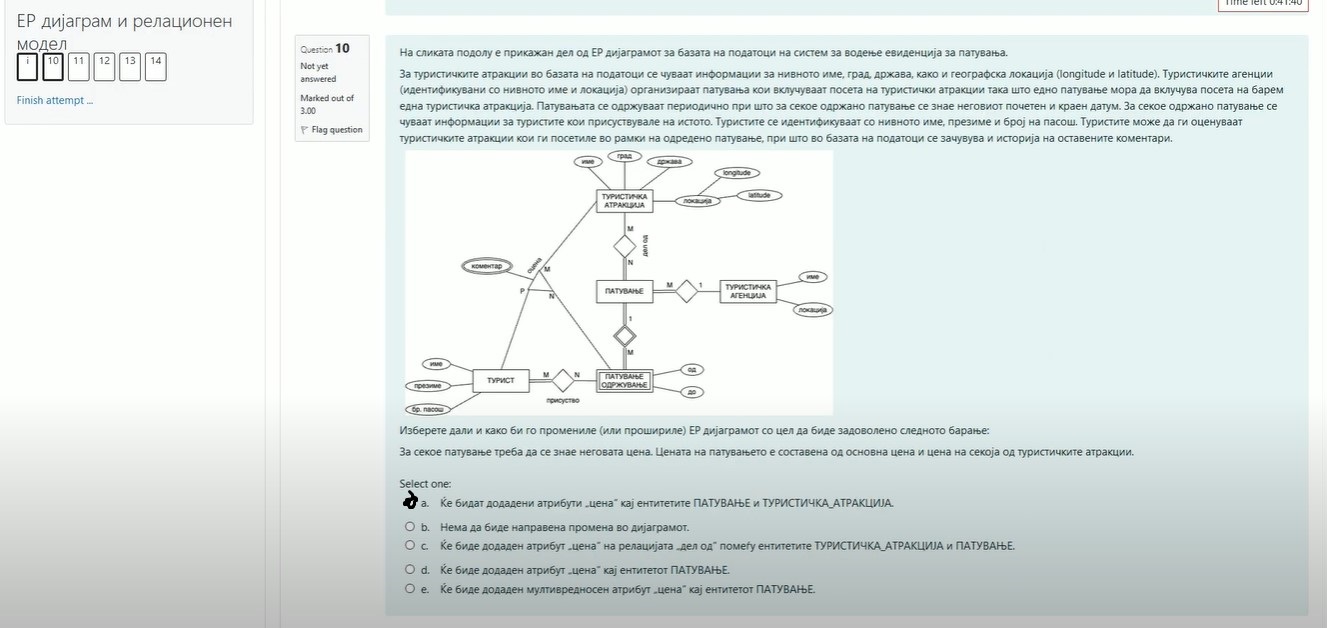 Time left 0:41:40
ЕР дијаграм и релационен
модел
i 10 11 12 13 14
Finish attempt ...
Question 10
Not yet
answered
Marked out of
3.00
Flag question
На сликата подолу е прикажан дел од ЕР дијаграмот за базата на податоци на систем за водење евиденција за патувања.
За туристичките атракции во базата на податоци се чуваат информации за нивното име, град, држава, како и географска локација (longitude и latitude). Туристичките агенции
(идентификувани со нивното име и локација) организираат патувања кои вклучуваат посета на туристички атракции така што едно патување мора да вклучува посета на барем
една туристичка атракција. Патувањата се одржуваат периодично при што за секое одржано патување се знае неговиот почетен и краен датум. За секое одржано патување се
чуваат информации за туристите кои присуствувале на истото. Туристите се идентификуваат со нивното име, презиме и број на пасош. Туристите може да ги оценуваат
туристичките атракции кои ги посетиле во рамки на одредено патување, при што во базата на податоци се зачувува и историја на оставените коментари.
име
град
држава
longitude
latitude
ТУРИСТИЧКА
АТРАКЦИЈА
локација
M
дел од
N
коментар
оцена
M
P
N
ПАТУВАЊЕ
M
1
ТУРИСТИЧКА
АГЕНЦИЈА
име
локација
1
M
име
презиме
бр. пасош
ТУРИСТ
M
N
присуство
ПАТУВАЊЕ
ОДРЖУВАЊЕ
од
до
Изберете дали и како би го промениле (или прошириле) ЕР дијаграмот со цел да биде задоволено следното барање:
За секое патување треба да се знае неговата цена. Цената на патувањето е составена од основна цена и цена на секоја од туристичките атракции.
Select one:
a. Ќе бидат додадени атрибути „цена“ кај ентитетите ПАТУВАЊЕ и ТУРИСТИЧКА_АТРАКЦИЈА.
b. Нема да биде направена промена во дијаграмот.
c. Ќе биде додаден атрибут „цена“ на релацијата „дел од“ помеѓу ентитетите ТУРИСТИЧКА_АТРАКЦИЈА и ПАТУВАЊЕ.
d. Ќе биде додаден атрибут „цена“ кај ентитетот ПАТУВАЊЕ.
e. Ќе биде додаден мултивредносен атрибут „цена“ кај ентитетот ПАТУВАЊЕ.